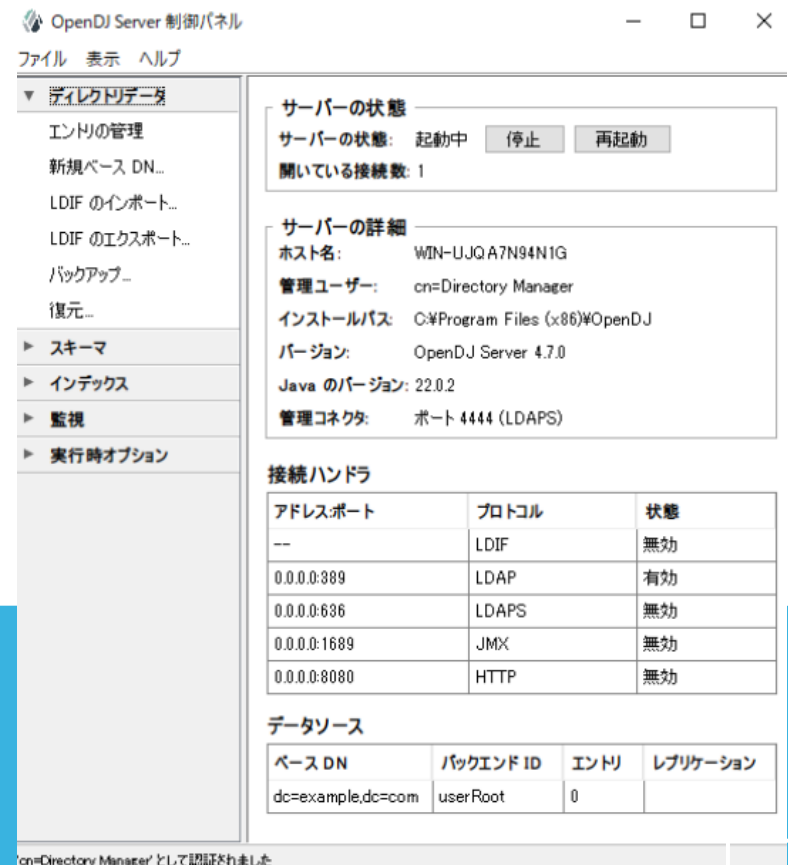 OpenDJ Server 制御パネル
ファイル 表示 ヘルプ
ディレクトリデータ
エントリの管理
新規ベース DN...
LDIF のインポート...
LDIF のエクスポート...
バックアップ...
復元...
スキーマ
インデックス
監視
実行時オプション
サーバーの状態
サーバーの状態: 起動中 停止 再起動
開いている接続数: 1
サーバーの詳細
ホスト名: WIN-UJQA7N94N1G
管理ユーザー: cn=Directory Manager
インストールパス: C:¥Program Files (x86)¥OpenDJ
バージョン: OpenDJ Server 4.7.0
Java のバージョン: 22.0.2
管理コネクタ: ポート 4444 (LDAPS)
接続ハンドラ
アドレス:ポート プロトコル 状態
-- LDIF 無効
0.0.0.0:389 LDAP 有効
0.0.0.0:636 LDAPS 無効
0.0.0.0:1689 JMX 無効
0.0.0.0:8080 HTTP 無効
データソース
ベース DN バックエンド ID エントリ レプリケーション
dc=example,dc=com userRoot 0
'cn=Directory Manager' として認証されました